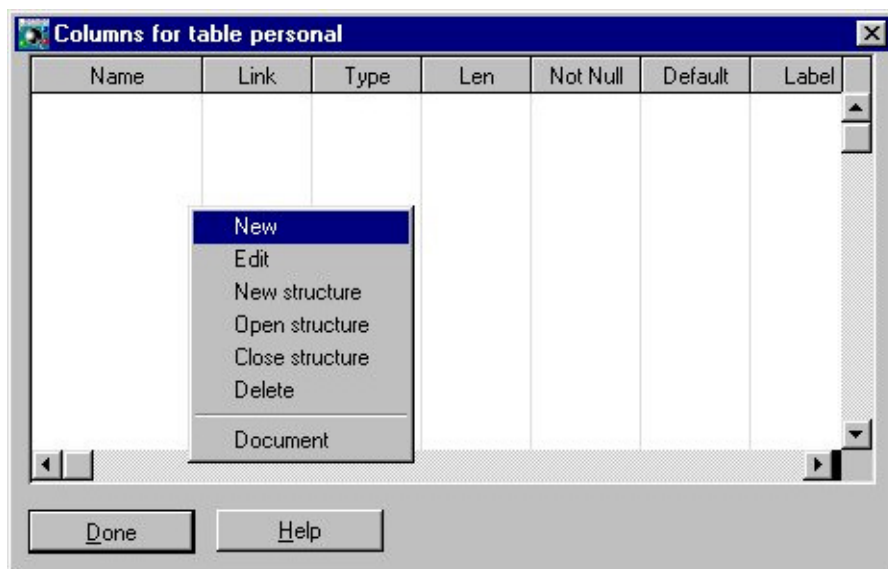 Columns for table personal
Name Link Type Len Not Null Default Label
New
Edit
New structure
Open structure
Close structure
Delete
Document
Done Help